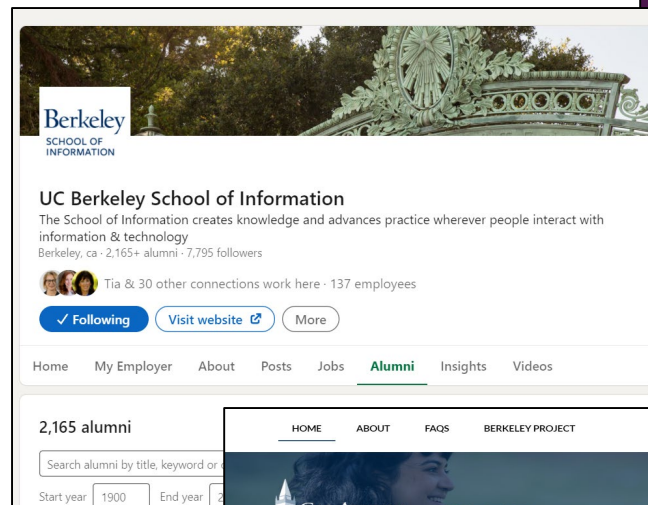 Berkeley
SCHOOL OF
INFORMATION
UC Berkeley School of Information
The School of Information creates knowledge and advances practice wherever people interact with
information & technology
Berkeley, ca · 2,165+ alumni · 7,795 followers
Tia & 30 other connections work here · 137 employees
✓ Following Visit website More
Home My Employer About Posts Jobs Alumni Insights Videos
2,165 alumni
HOME ABOUT FAQS BERKELEY PROJECT
Search alumni by title, keyword or
Start year 1900 End year